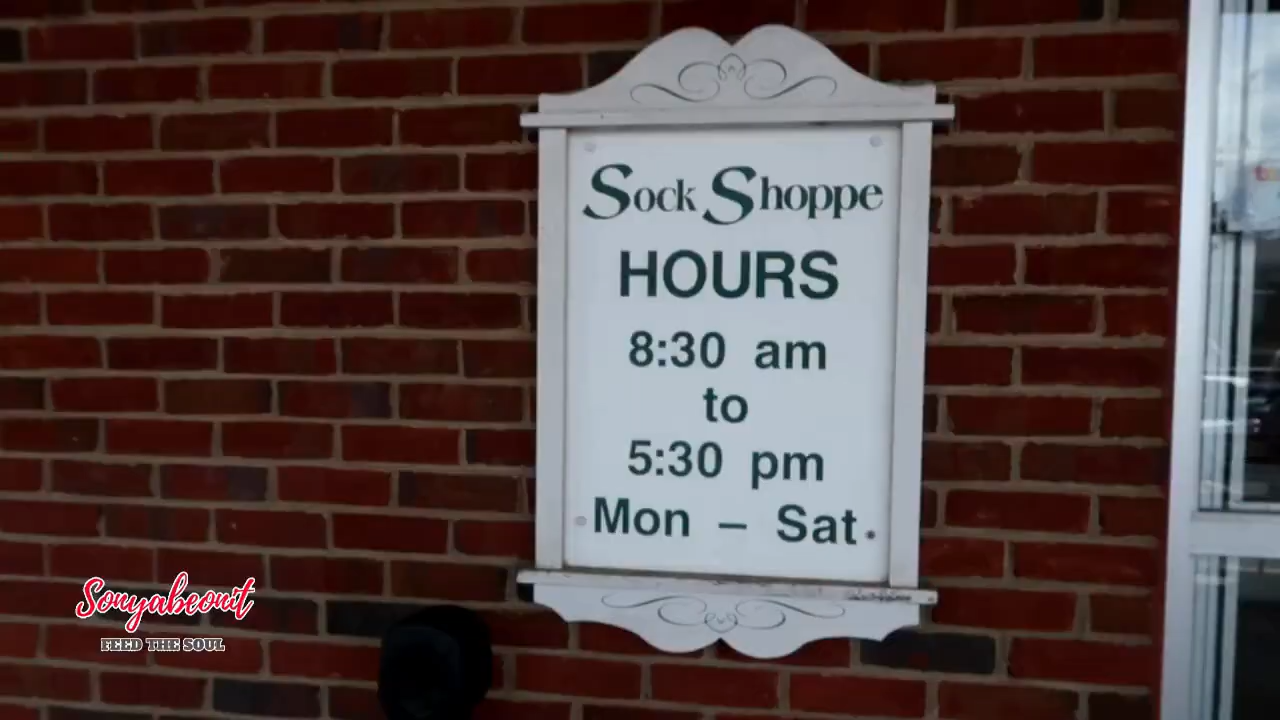 Sock Shoppe
HOURS
8:30 am
to
5:30 pm
Mon – Sat.
Sonyabeonit
FEED THE SOUL